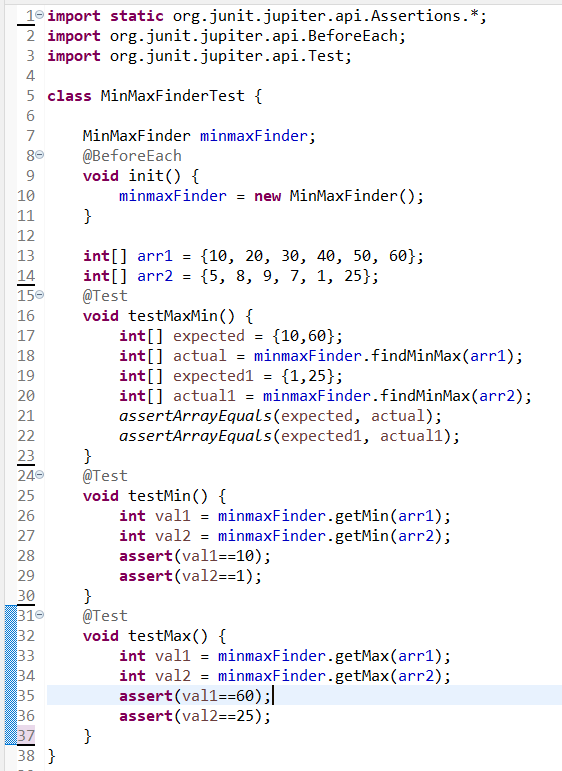 1 import static org.junit.jupiter.api.Assertions.*;
2 import org.junit.jupiter.api.BeforeEach;
3 import org.junit.jupiter.api.Test;
4
5 class MinMaxFinderTest {
6
7     MinMaxFinder minmaxFinder;
8     @BeforeEach
9     void init() {
10         minmaxFinder = new MinMaxFinder();
11     }
12
13     int[] arr1 = {10, 20, 30, 40, 50, 60};
14     int[] arr2 = {5, 8, 9, 7, 1, 25};
15     @Test
16     void testMaxMin() {
17         int[] expected = {10,60};
18         int[] actual = minmaxFinder.findMinMax(arr1);
19         int[] expected1 = {1,25};
20         int[] actual1 = minmaxFinder.findMinMax(arr2);
21         assertArrayEquals(expected, actual);
22         assertArrayEquals(expected1, actual1);
23     }
24     @Test
25     void testMin() {
26         int val1 = minmaxFinder.getMin(arr1);
27         int val2 = minmaxFinder.getMin(arr2);
28         assert(val1==10);
29         assert(val2==1);
30     }
31     @Test
32     void testMax() {
33         int val1 = minmaxFinder.getMax(arr1);
34         int val2 = minmaxFinder.getMax(arr2);
35         assert(val1==60);
36         assert(val2==25);
37     }
38 }